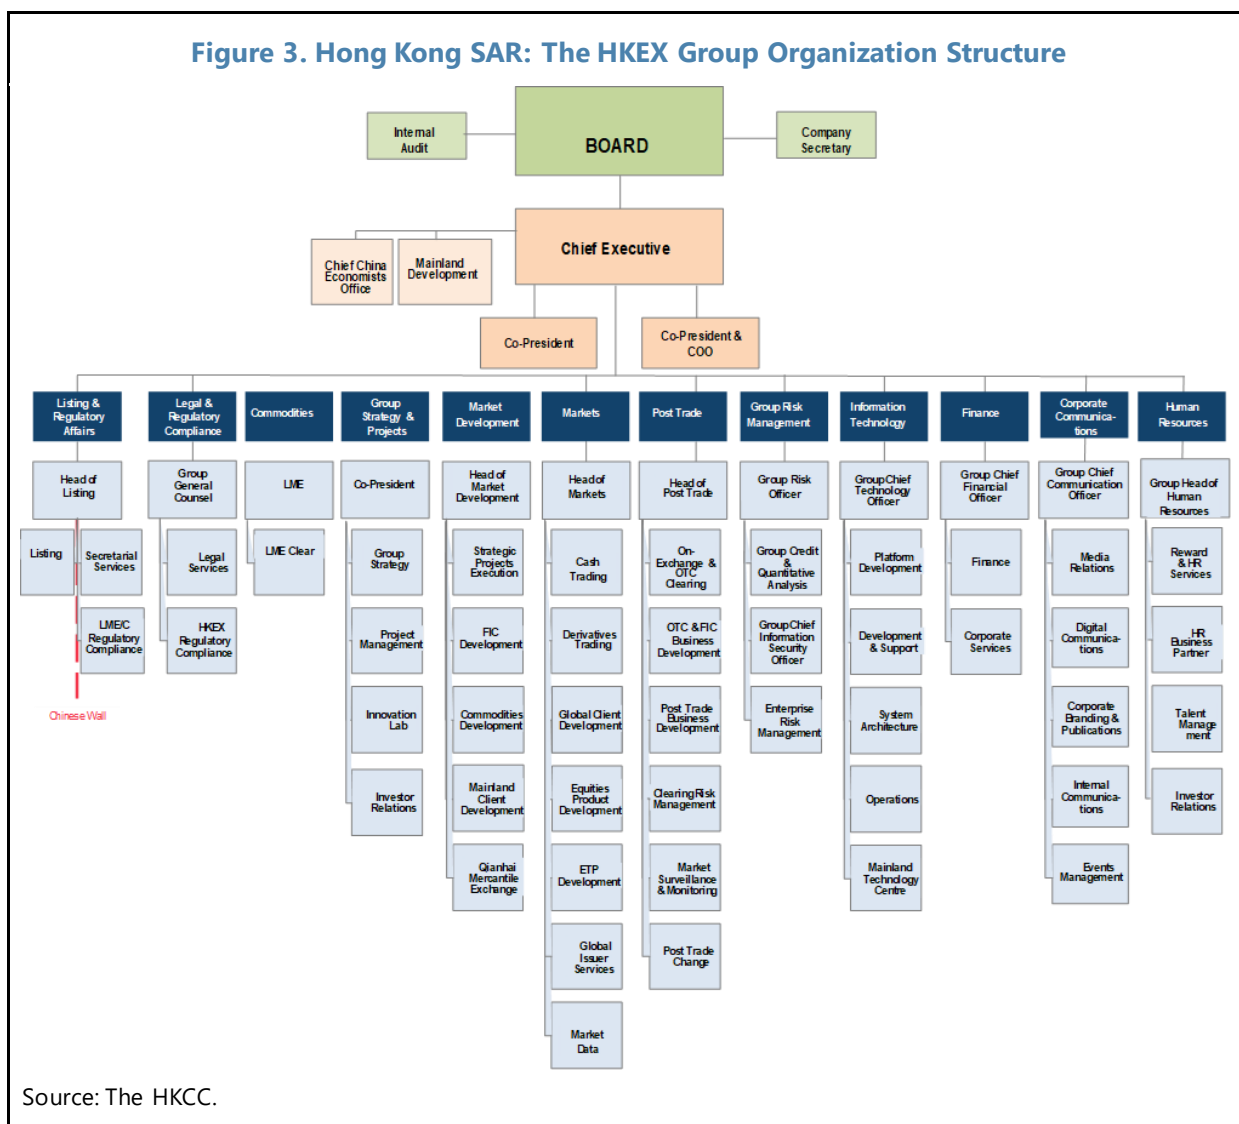 Figure 3. Hong Kong SAR: The HKEX Group Organization Structure
Internal
Audit
BOARD
Company
Secretary
Chief Executive
Chief China
Economists
Office
Mainland
Development
Co-President
Co-President &
COO
Listing &
Regulatory
Affairs
Legal &
Regulatory
Compliance
Commodities
Group
Strategy &
Projects
Market
Development
Markets
Post Trade
Group Risk
Management
Information
Technology
Finance
Corporate
Communica-
tions
Human
Resources
Head of
Listing
Group
General
Counsel
LME
Co-President
Head of
Market
Development
Head of
Markets
Head of
Post Trade
Group Risk
Officer
Group Chief
Technology
Officer
Group Chief
Financial
Officer
Group Chief
Communication
Officer
Group Head of
Human
Resources
Listing
Secretarial
Services
LME/C
Regulatory
Compliance
Chinese Wall
Legal
Services
HKEX
Regulatory
Compliance
LME Clear
Group
Strategy
Project
Management
Innovation
Lab
Investor
Relations
Strategic
Projects
Execution
FIC
Development
Commodities
Development
Mainland
Client
Development
Qianhai
Mercantile
Exchange
Cash
Trading
Derivatives
Trading
Global Client
Development
Equities
Product
Development
ETP
Development
Global
Issuer
Services
Market
Data
On-
Exchange &
OTC
Clearing
OTC & FIC
Business
Development
Post Trade
Business
Development
Clearing Risk
Management
Market
Surveillance
& Monitoring
Post Trade
Change
Group Credit
&
Quantitative
Analysis
Group Chief
Information
Security
Officer
Enterprise
Risk
Management
Platform
Development
Development
& Support
System
Architecture
Operations
Mainland
Technology
Centre
Finance
Corporate
Services
Media
Relations
Digital
Communica-
tions
Corporate
Branding &
Publications
Internal
Communica-
tions
Events
Management
Reward
& HR
Services
HR
Business
Partner
Talent
Manage
ment
Investor
Relations
Source: The HKCC.